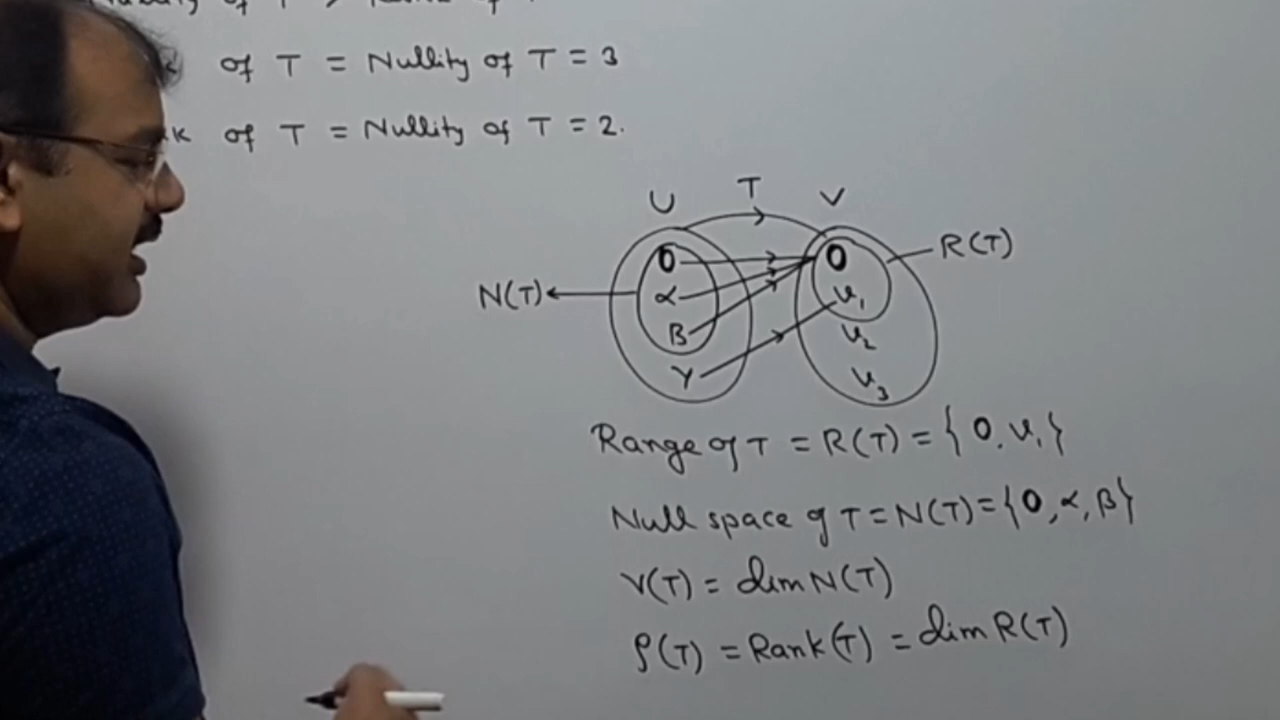 of T
of T = Nullity of T = 3
of T = Nullity of T = 2.
U T V
N(T) 0 0 R(T)
α v₁
β v₂
γ v₃
Range of T = R(T) = {0, v₁}
Null space of T = N(T) = {0, α, β}
ν(T) = dim N(T)
ρ(T) = Rank(T) = dim R(T)